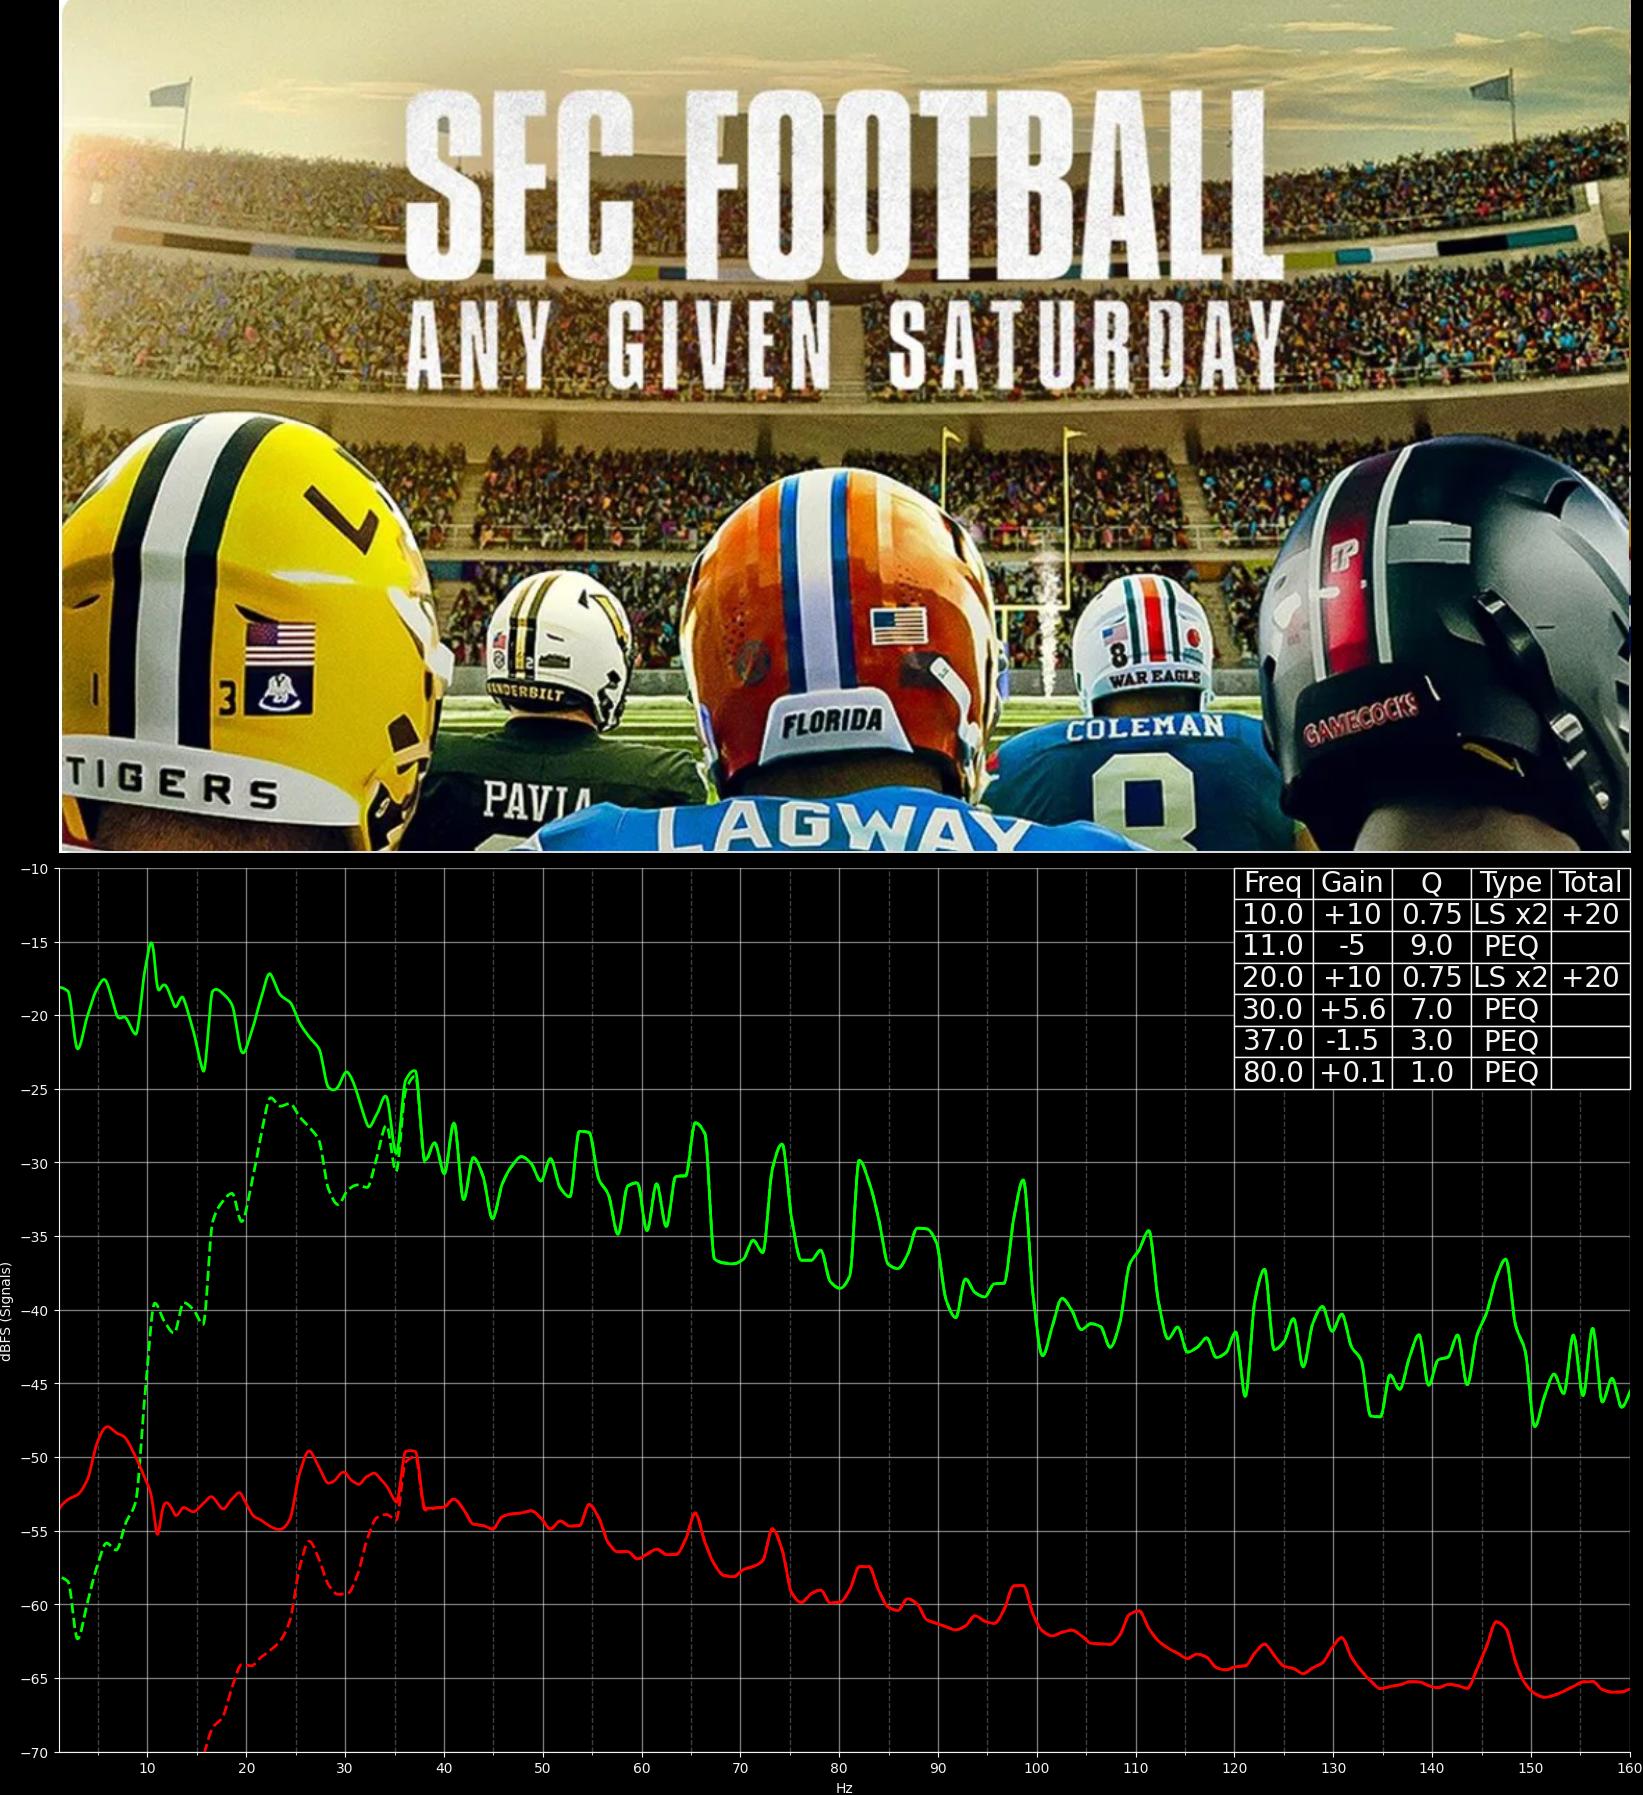 SEC FOOTBALL
ANY GIVEN SATURDAY
L
3
TIGERS
VANDERBILT
PAVIA
FLORIDA
LAGWAY
8
WAR EAGLE
COLEMAN
8
GAMECOCKS
Freq Gain Q Type Total
10.0 +10 0.75 LS x2 +20
11.0 -5 9.0 PEQ
20.0 +10 0.75 LS x2 +20
30.0 +5.6 7.0 PEQ
37.0 -1.5 3.0 PEQ
80.0 +0.1 1.0 PEQ
−10
−15
−20
−25
−30
−35
−40
−45
−50
−55
−60
−65
−70
dBFS (Signals)
10 20 30 40 50 60 70 80 90 100 110 120 130 140 150 160
Hz